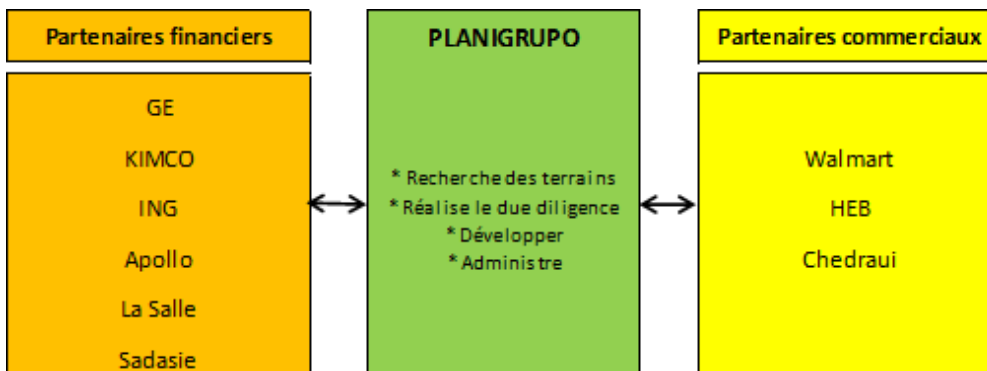 Partenaires financiers
GE
KIMCO
ING
Apollo
La Salle
Sadasie
PLANIGRUPO
* Recherche des terrains
* Réalise le due diligence
* Développer
* Administre
Partenaires commerciaux
Walmart
HEB
Chedraui